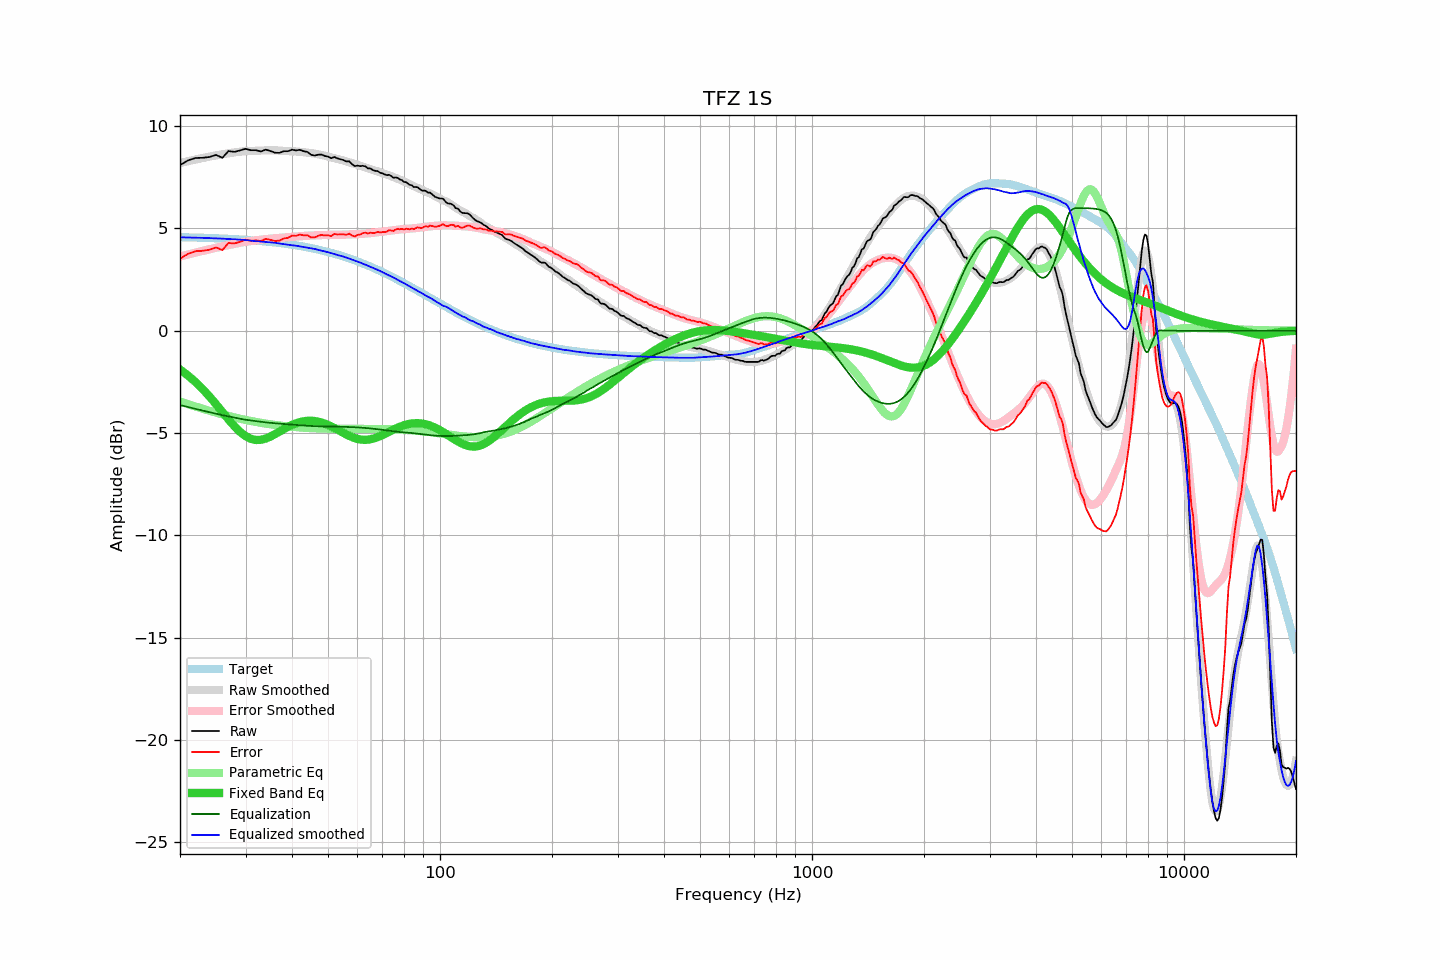 TFZ 1S
10
5
0
−5
−10
−15
−20
−25
Amplitude (dBr)
Target
Raw Smoothed
Error Smoothed
Raw
Error
Parametric Eq
Fixed Band Eq
Equalization
Equalized smoothed
100
1000
10000
Frequency (Hz)